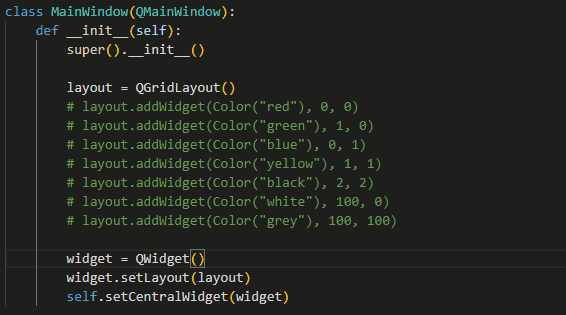 class MainWindow(QMainWindow):
    def __init__(self):
        super().__init__()

        layout = QGridLayout()
        # layout.addWidget(Color("red"), 0, 0)
        # layout.addWidget(Color("green"), 1, 0)
        # layout.addWidget(Color("blue"), 0, 1)
        # layout.addWidget(Color("yellow"), 1, 1)
        # layout.addWidget(Color("black"), 2, 2)
        # layout.addWidget(Color("white"), 100, 0)
        # layout.addWidget(Color("grey"), 100, 100)

        widget = QWidget()
        widget.setLayout(layout)
        self.setCentralWidget(widget)